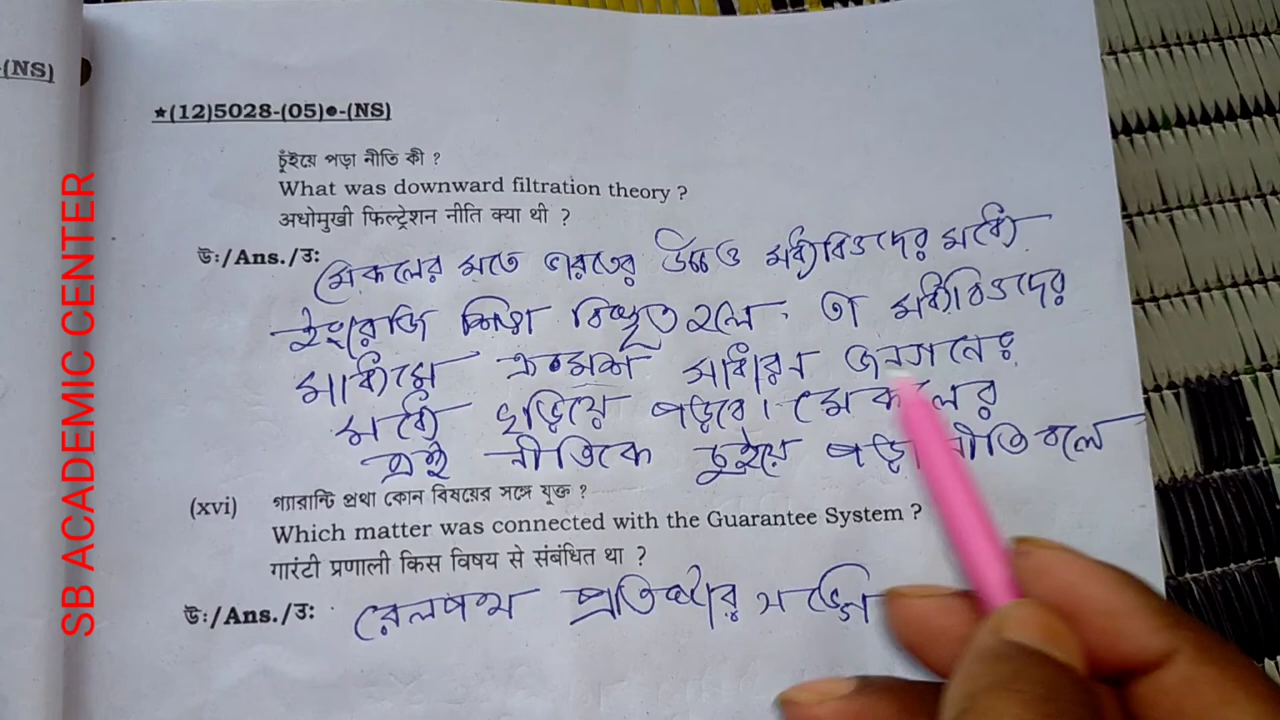 -(NS)
★(12)5028-(05)●-(NS)
চুঁইয়ে পড়া নীতি কী ?
What was downward filtration theory ?
अधोमुखी फिल्ट्रेशन नीति क्या थी ?
উঃ/Ans./उः মেকলের মতে ভারতের উচ্চ ও মধ্যবিত্তদের মধ্যে
ইংরেজি শিক্ষা বিস্তৃত হলে তা মধ্যবিত্তদের
মাধ্যমে ক্রমশ সাধারন জনগনের
মধ্যে ছড়িয়ে পড়বে। মেকলের
এই নীতিকে চুইয়ে পড়া নীতি বলে
(xvi) গ্যারান্টি প্রথা কোন বিষয়ের সঙ্গে যুক্ত ?
Which matter was connected with the Guarantee System ?
गारंटी प्रणाली किस विषय से संबंधित था ?
উঃ/Ans./उः রেলপথ প্রতিষ্ঠার সঙ্গে
SB ACADEMIC CENTER